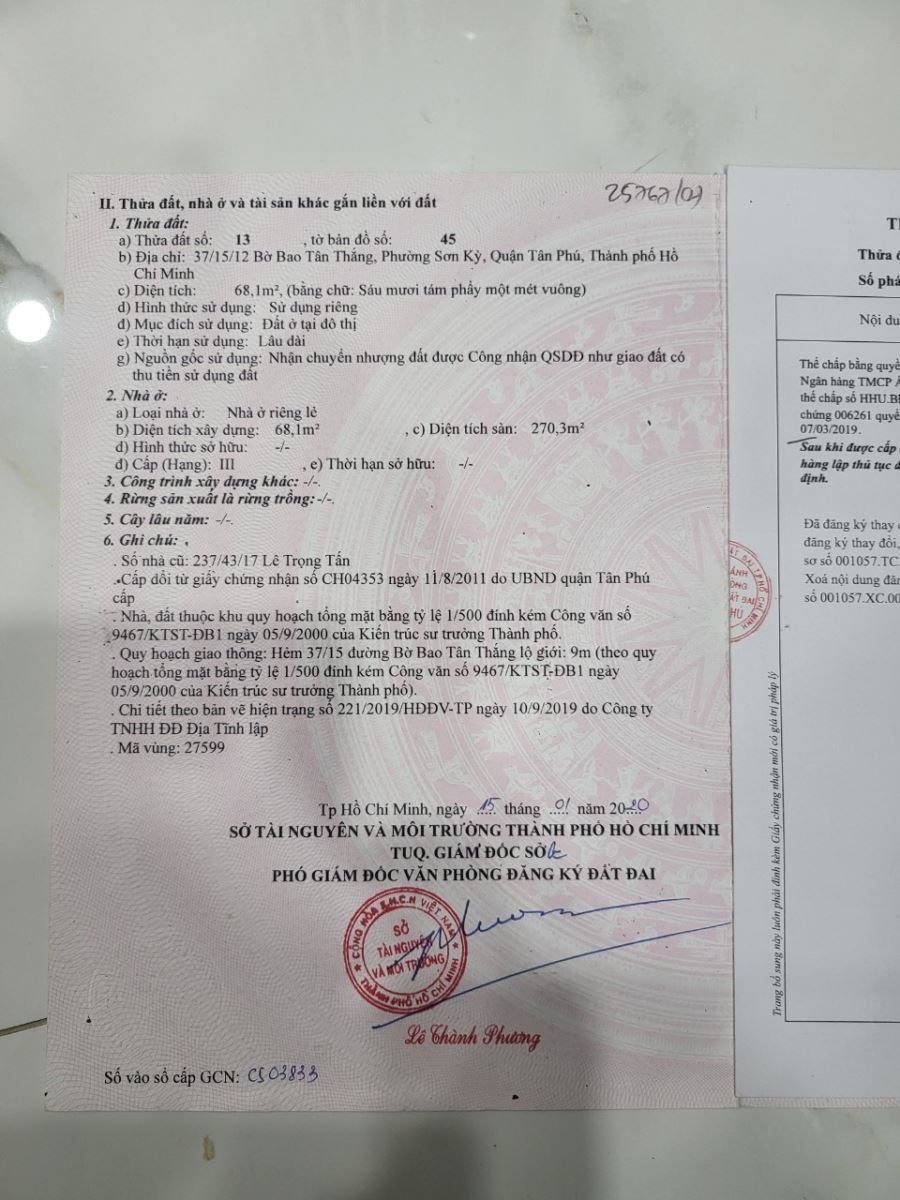 25767/07
II. Thửa đất, nhà ở và tài sản khác gắn liền với đất
1. Thửa đất:
a) Thửa đất số: 13 , tờ bản đồ số: 45
b) Địa chỉ: 37/15/12 Bờ Bao Tân Thắng, Phường Sơn Kỳ, Quận Tân Phú, Thành phố Hồ
Chí Minh
c) Diện tích: 68,1m², (bằng chữ: Sáu mươi tám phẩy một mét vuông)
d) Hình thức sử dụng: Sử dụng riêng
đ) Mục đích sử dụng: Đất ở tại đô thị
e) Thời hạn sử dụng: Lâu dài
g) Nguồn gốc sử dụng: Nhận chuyển nhượng đất được Công nhận QSDĐ như giao đất có
thu tiền sử dụng đất
2. Nhà ở:
a) Loại nhà ở: Nhà ở riêng lẻ
b) Diện tích xây dựng: 68,1m² , c) Diện tích sàn: 270,3m²
d) Hình thức sở hữu: -/-
đ) Cấp (Hạng): III , e) Thời hạn sở hữu: -/-
3. Công trình xây dựng khác: -/-.
4. Rừng sản xuất là rừng trồng: -/-.
5. Cây lâu năm: -/-.
6. Ghi chú:
. Số nhà cũ: 237/43/17 Lê Trọng Tấn
. Cấp đổi từ giấy chứng nhận số CH04353 ngày 11/8/2011 do UBND quận Tân Phú
cấp
. Nhà, đất thuộc khu quy hoạch tổng mặt bằng tỷ lệ 1/500 đính kém Công văn số
9467/KTST-ĐB1 ngày 05/9/2000 của Kiến trúc sư trưởng Thành phố.
. Quy hoạch giao thông: Hẻm 37/15 đường Bờ Bao Tân Thắng lộ giới: 9m (theo quy
hoạch tổng mặt bằng tỷ lệ 1/500 đính kém Công văn số 9467/KTST-ĐB1 ngày
05/9/2000 của Kiến trúc sư trưởng Thành phố).
. Chi tiết theo bản vẽ hiện trạng số 221/2019/HĐĐV-TP ngày 10/9/2019 do Công ty
TNHH ĐĐ Địa Tĩnh lập
. Mã vùng: 27599
Tp Hồ Chí Minh, ngày 15 tháng 01 năm 2020
SỞ TÀI NGUYÊN VÀ MÔI TRƯỜNG THÀNH PHỐ HỒ CHÍ MINH
TUQ. GIÁM ĐỐC SỞ
PHÓ GIÁM ĐỐC VĂN PHÒNG ĐĂNG KÝ ĐẤT ĐAI
CỘNG HÒA X.H.C.N VIỆT NAM
SỞ
TÀI NGUYÊN
VÀ MÔI TRƯỜNG
THÀNH PHỐ HỒ CHÍ MINH
Lê Thành Phương
Số vào sổ cấp GCN: CS03833
Thửa
Số phá
Nội du
Thế chấp bằng quyề
Ngân hàng TMCP Á
thế chấp số HHU.B
chứng 006261 quyể
07/03/2019.
Sau khi được cấp
hàng lập thủ tục đ
định.
Đã đăng ký thay
đăng ký thay đổi,
sơ số 001057.TC.
Xoá nội dung đă
số 001057.XC.00
Trang bổ sung này luôn phải đính kèm Giấy chứng nhận mới có giá trị pháp lý